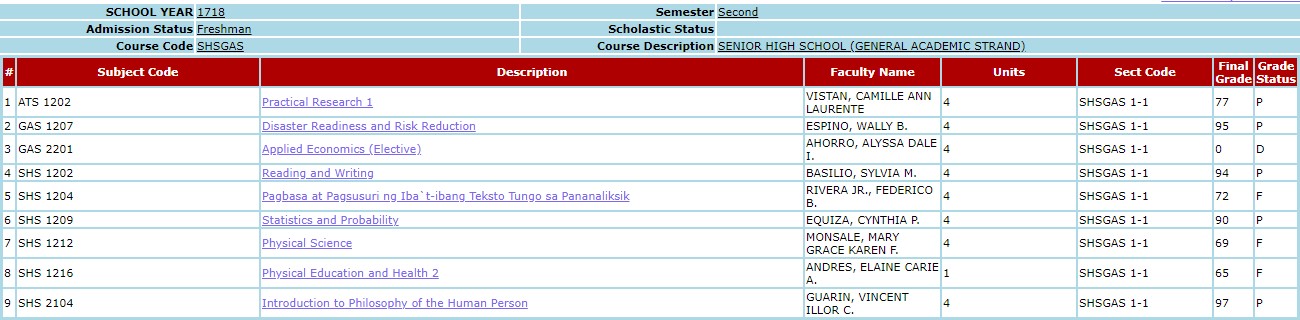 SCHOOL YEAR 1718 Semester Second
Admission Status Freshman Scholastic Status
Course Code SHSGAS Course Description SENIOR HIGH SCHOOL (GENERAL ACADEMIC STRAND)
# Subject Code Description Faculty Name Units Sect Code Final Grade Grade Status
1 ATS 1202 Practical Research 1 VISTAN, CAMILLE ANN LAURENTE 4 SHSGAS 1-1 77 P
2 GAS 1207 Disaster Readiness and Risk Reduction ESPINO, WALLY B. 4 SHSGAS 1-1 95 P
3 GAS 2201 Applied Economics (Elective) AHORRO, ALYSSA DALE I. 4 SHSGAS 1-1 0 D
4 SHS 1202 Reading and Writing BASILIO, SYLVIA M. 4 SHSGAS 1-1 94 P
5 SHS 1204 Pagbasa at Pagsusuri ng Iba`t-ibang Teksto Tungo sa Pananaliksik RIVERA JR., FEDERICO B. 4 SHSGAS 1-1 72 F
6 SHS 1209 Statistics and Probability EQUIZA, CYNTHIA P. 4 SHSGAS 1-1 90 P
7 SHS 1212 Physical Science MONSALE, MARY GRACE KAREN F. 4 SHSGAS 1-1 69 F
8 SHS 1216 Physical Education and Health 2 ANDRES, ELAINE CARIE A. 1 SHSGAS 1-1 65 F
9 SHS 2104 Introduction to Philosophy of the Human Person GUARIN, VINCENT ILLOR C. 4 SHSGAS 1-1 97 P